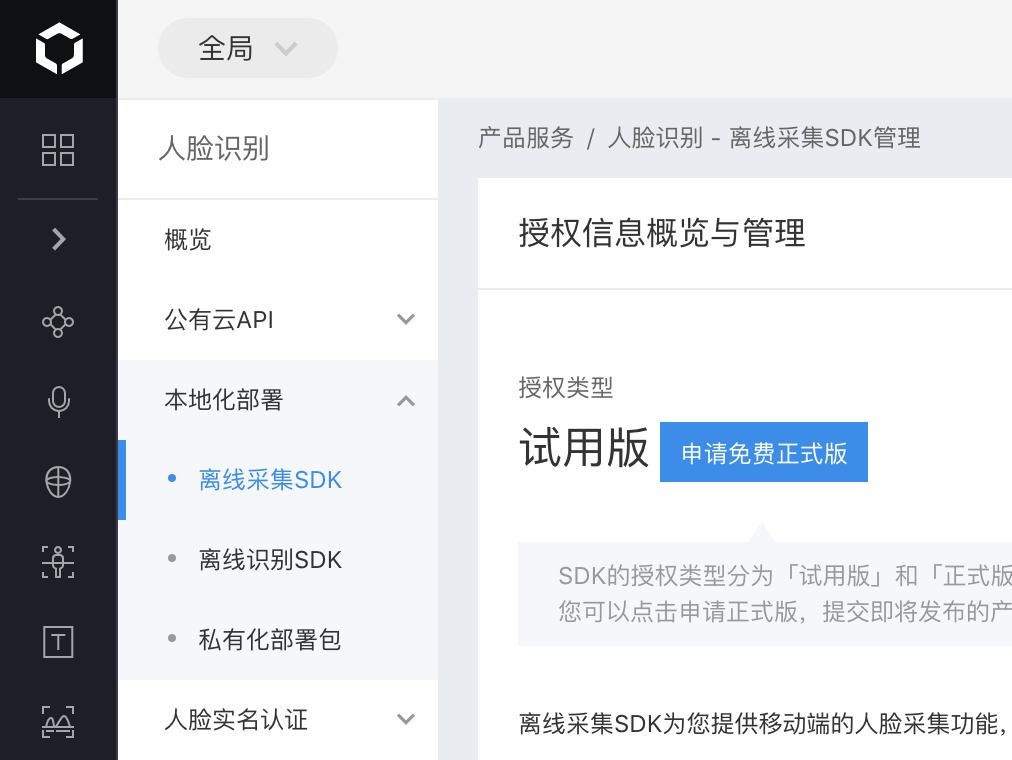 全局
人脸识别
概览
公有云API
本地化部署
离线采集SDK
离线识别SDK
私有化部署包
人脸实名认证
T
产品服务 / 人脸识别 - 离线采集SDK管理
授权信息概览与管理
授权类型
试用版 申请免费正式版
SDK的授权类型分为「试用版」和「正式版
您可以点击申请正式版，提交即将发布的产
离线采集SDK为您提供移动端的人脸采集功能，